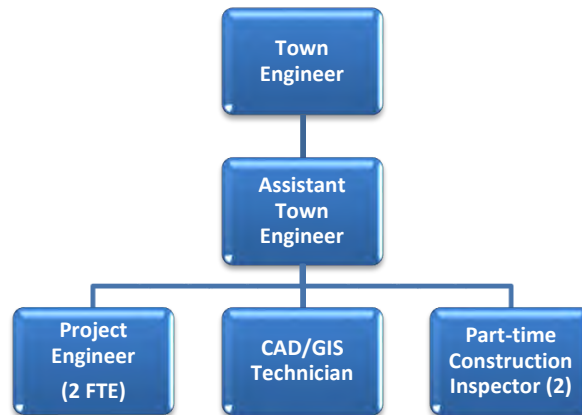 Town
Engineer
Assistant
Town
Engineer
Project
Engineer
(2 FTE)
CAD/GIS
Technician
Part-time
Construction
Inspector (2)